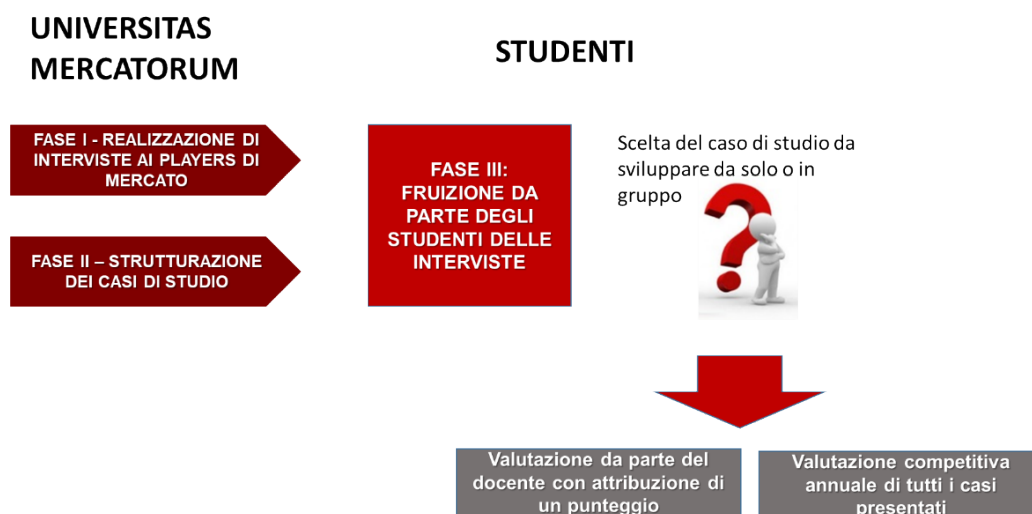 UNIVERSITAS
MERCATORUM
STUDENTI
FASE I - REALIZZAZIONE DI
INTERVISTE AI PLAYERS DI
MERCATO
FASE II – STRUTTURAZIONE
DEI CASI DI STUDIO
FASE III:
FRUIZIONE DA
PARTE DEGLI
STUDENTI DELLE
INTERVISTE
Scelta del caso di studio da
sviluppare da solo o in
gruppo
Valutazione da parte del
docente con attribuzione di
un punteggio
Valutazione competitiva
annuale di tutti i casi
presentati